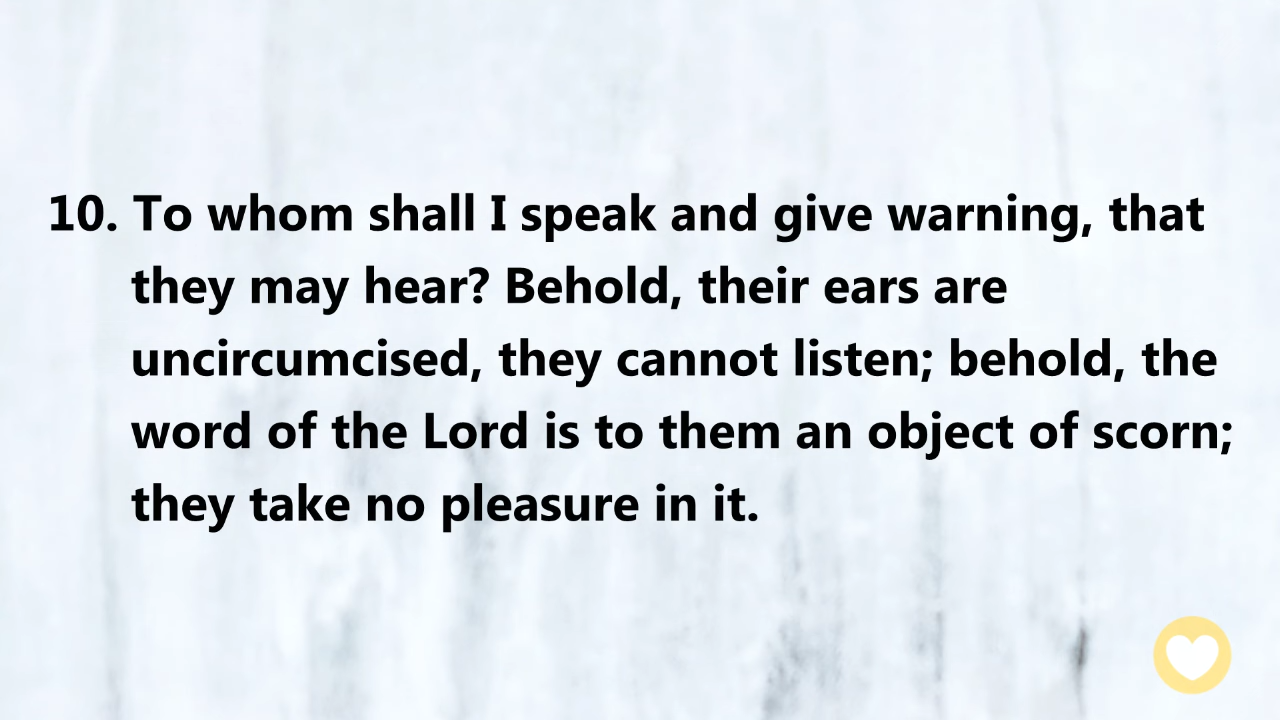 10. To whom shall I speak and give warning, that
they may hear? Behold, their ears are
uncircumcised, they cannot listen; behold, the
word of the Lord is to them an object of scorn;
they take no pleasure in it.